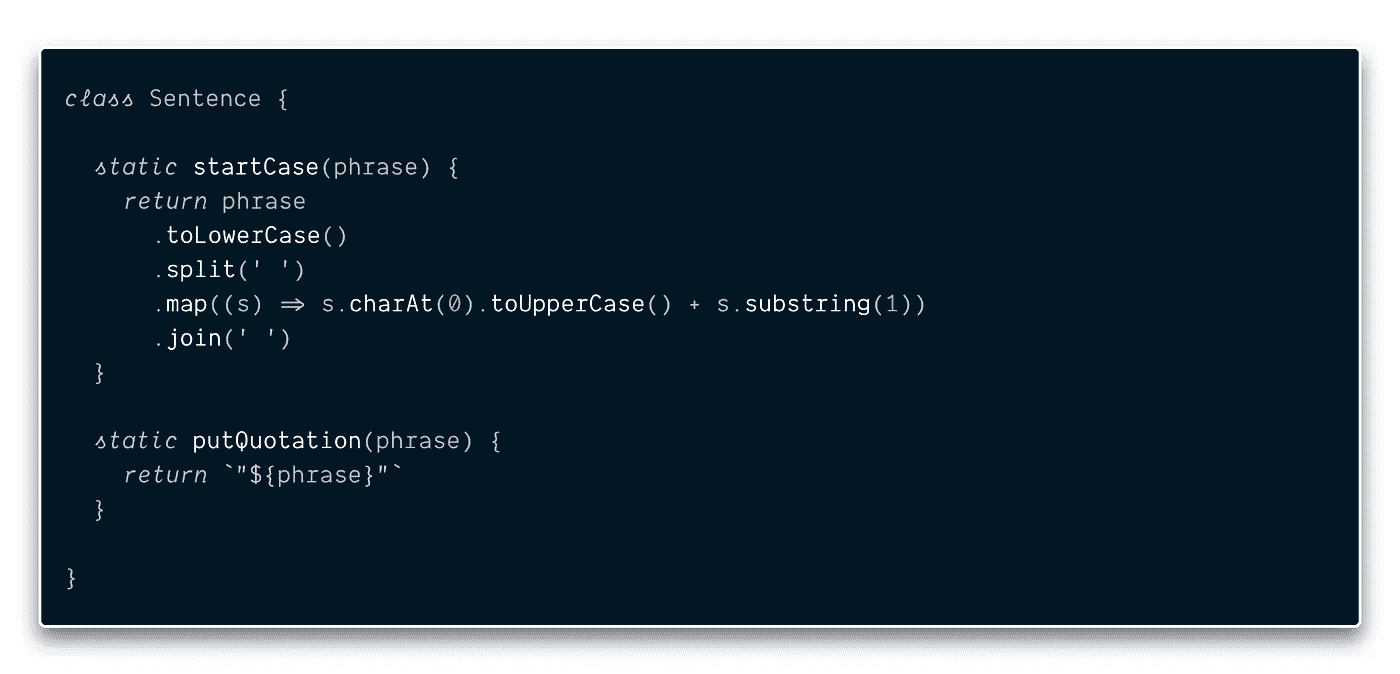 class Sentence {
static startCase(phrase) {
return phrase
.toLowerCase()
.split(' ')
.map((s) => s.charAt(0).toUpperCase() + s.substring(1))
.join(' ')
}
static putQuotation(phrase) {
return `"${phrase}"`
}
}